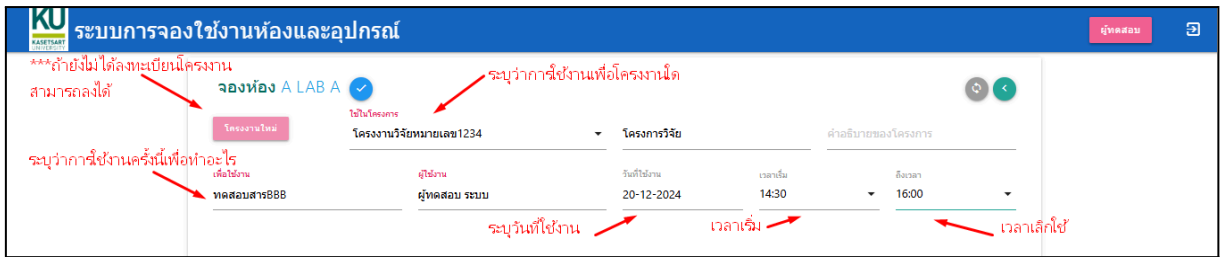 KU
KASETSART
UNIVERSITY
ระบบการจองใช้งานห้องและอุปกรณ์
ผู้ทดสอบ
***ถ้ายังไม่ได้ลงทะเบียนโครงงาน
สามารถลงได้
จองห้อง A LAB A
ระบุว่าการใช้งานเพื่อโครงงานใด
โครงงานใหม่
ใช้ในโครงการ
โครงงานวิจัยหมายเลข1234
โครงการวิจัย
คำอธิบายของโครงการ
ระบุว่าการใช้งานครั้งนี้เพื่อทำอะไร
เพื่อใช้งาน
ผู้ใช้งาน
วันที่ใช้งาน
เวลาเริ่ม
ถึงเวลา
ทดสอบสารBBB
ผู้ทดสอบ ระบบ
20-12-2024
14:30
16:00
ระบุวันที่ใช้งาน
เวลาเริ่ม
เวลาเลิกใช้